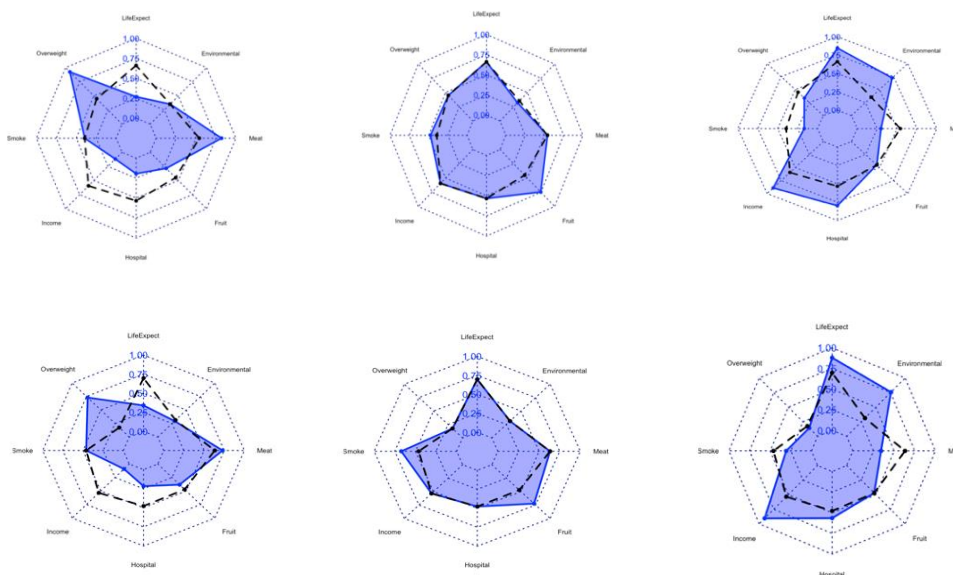 LifeExpect
Overweight
Environmental
1,00
0,75
0,50
0,25
0,00
Smoke
Meat
Income
Fruit
Hospital
LifeExpect
Overweight
Environmental
1,00
0,75
0,50
0,25
0,00
Smoke
Meat
Income
Fruit
Hospital
LifeExpect
Overweight
Environmental
1,00
0,75
0,50
0,25
0,00
Smoke
M
Income
Fruit
Hospital
LifeExpect
Overweight
Environmental
1,00
0,75
0,50
0,25
0,00
Smoke
Meat
Income
Fruit
Hospital
LifeExpect
Overweight
Environmental
1,00
0,75
0,50
0,25
0,00
Smoke
Meat
Income
Fruit
Hospital
LifeExpect
Overweight
Environmental
1,00
0,75
0,50
0,25
0,00
Smoke
M
Income
Fruit
Hospital